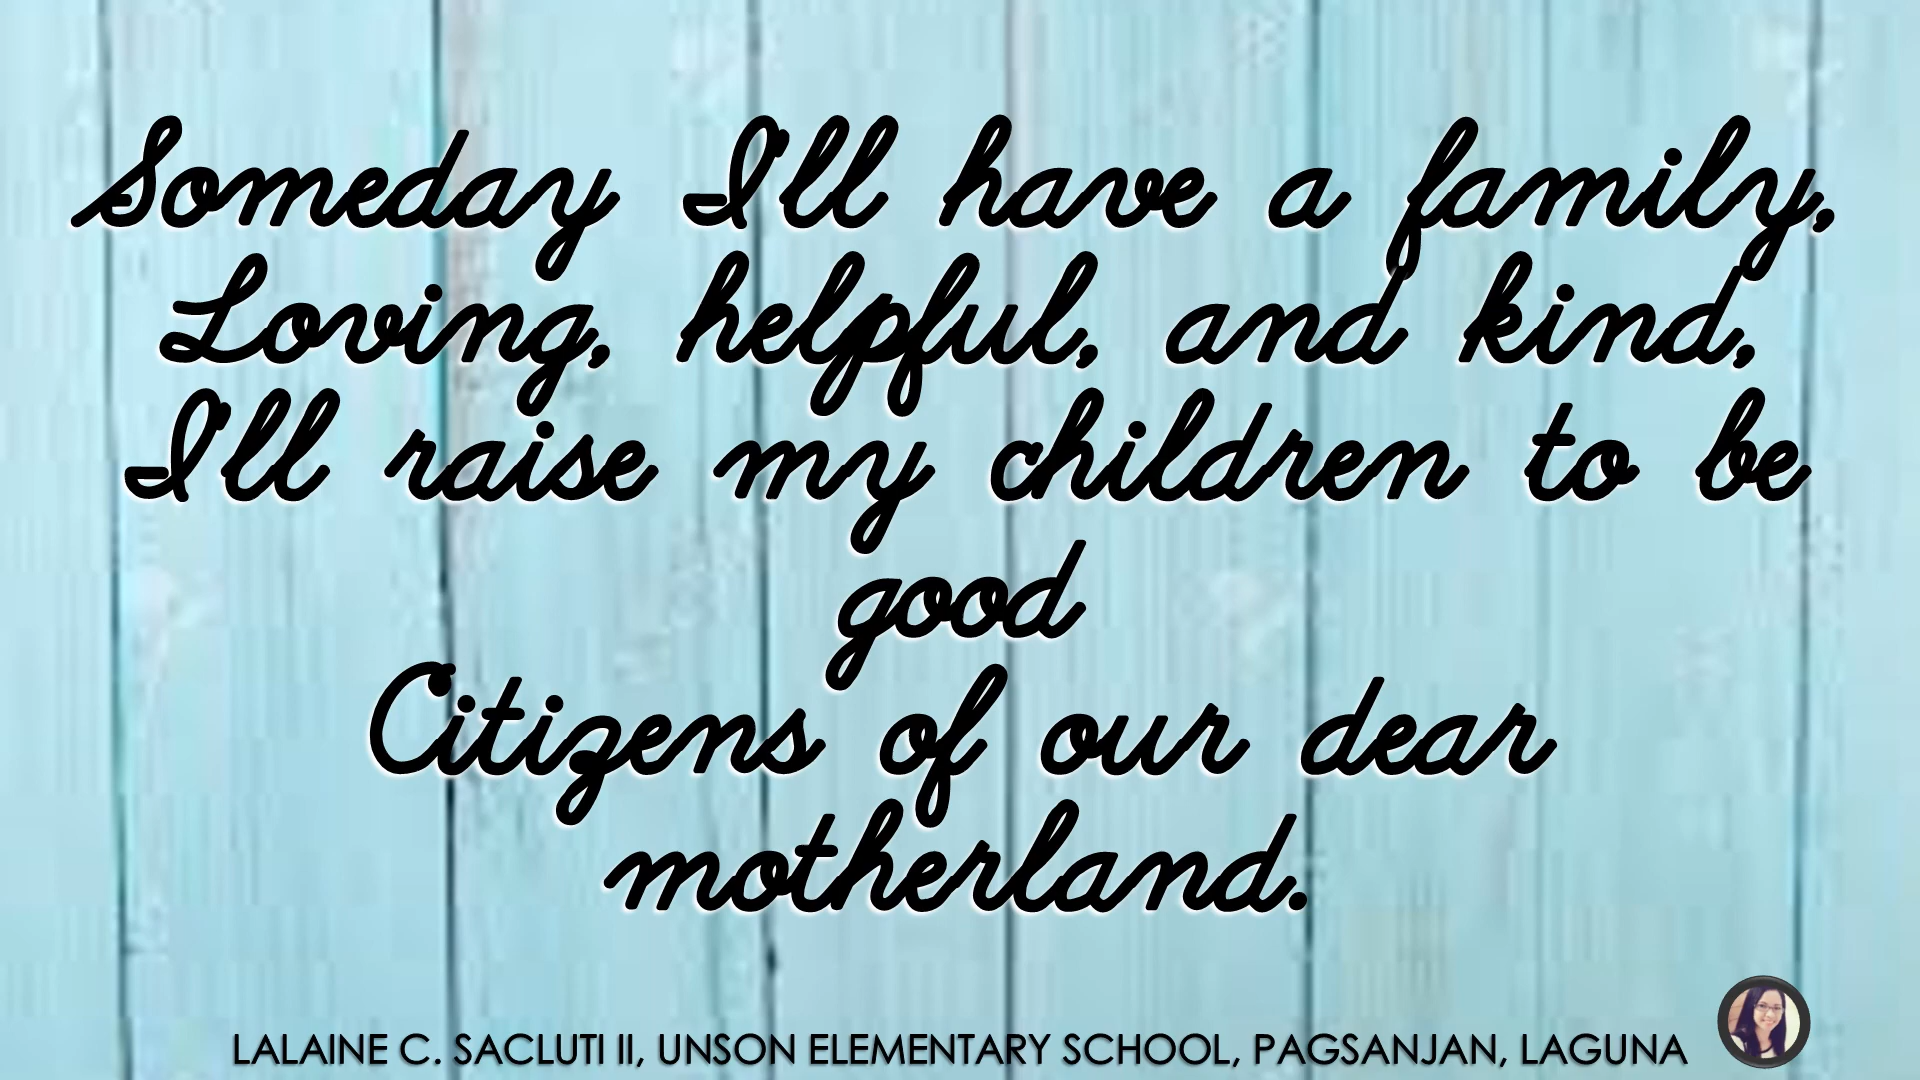 Someday I'll have a family,
Loving, helpful, and kind,
I'll raise my children to be
good
Citizens of our dear
motherland.
LALAINE C. SACLUTI II, UNSON ELEMENTARY SCHOOL, PAGSANJAN, LAGUNA